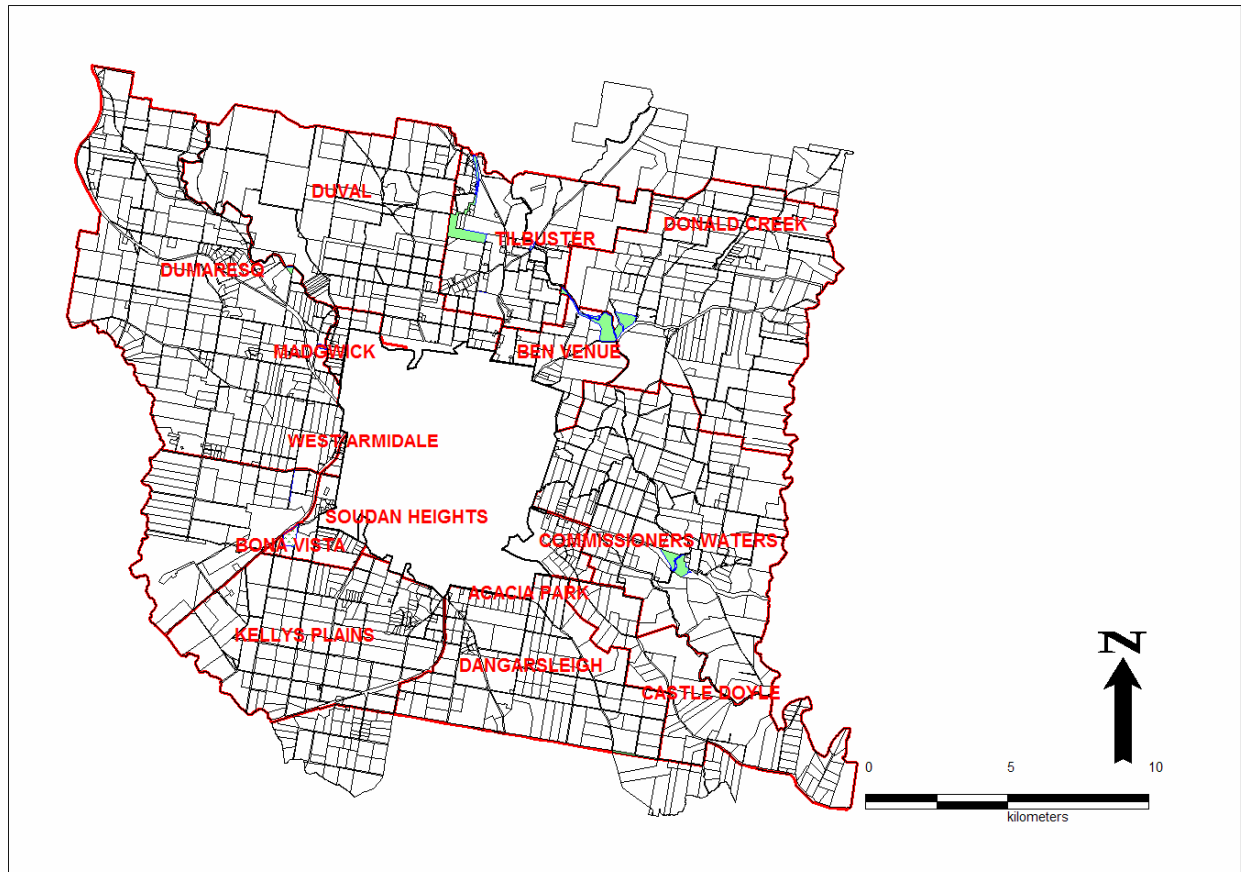 DUVAL
DONALD CREEK
TILBUSTER
DUMARESQ
MADGWICK
BEN VENUE
WEST ARMIDALE
SOUDAN HEIGHTS
COMMISSIONERS WATERS
BONA VISTA
ACACIA PARK
KELLYS PLAINS
DANGARSLEIGH
CASTLE DOYLE
N
0 5 10
kilometers